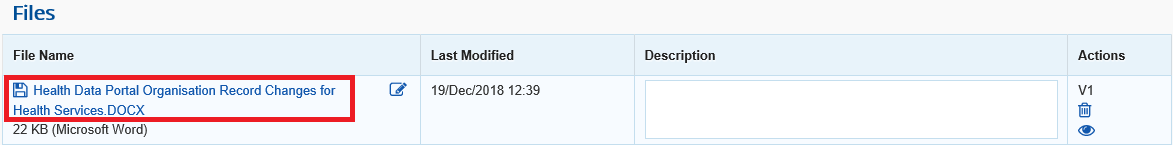 Files
File Name Last Modified Description Actions
Health Data Portal Organisation Record Changes for 19/Dec/2018 12:39 V1
Health Services.DOCX
22 KB (Microsoft Word)